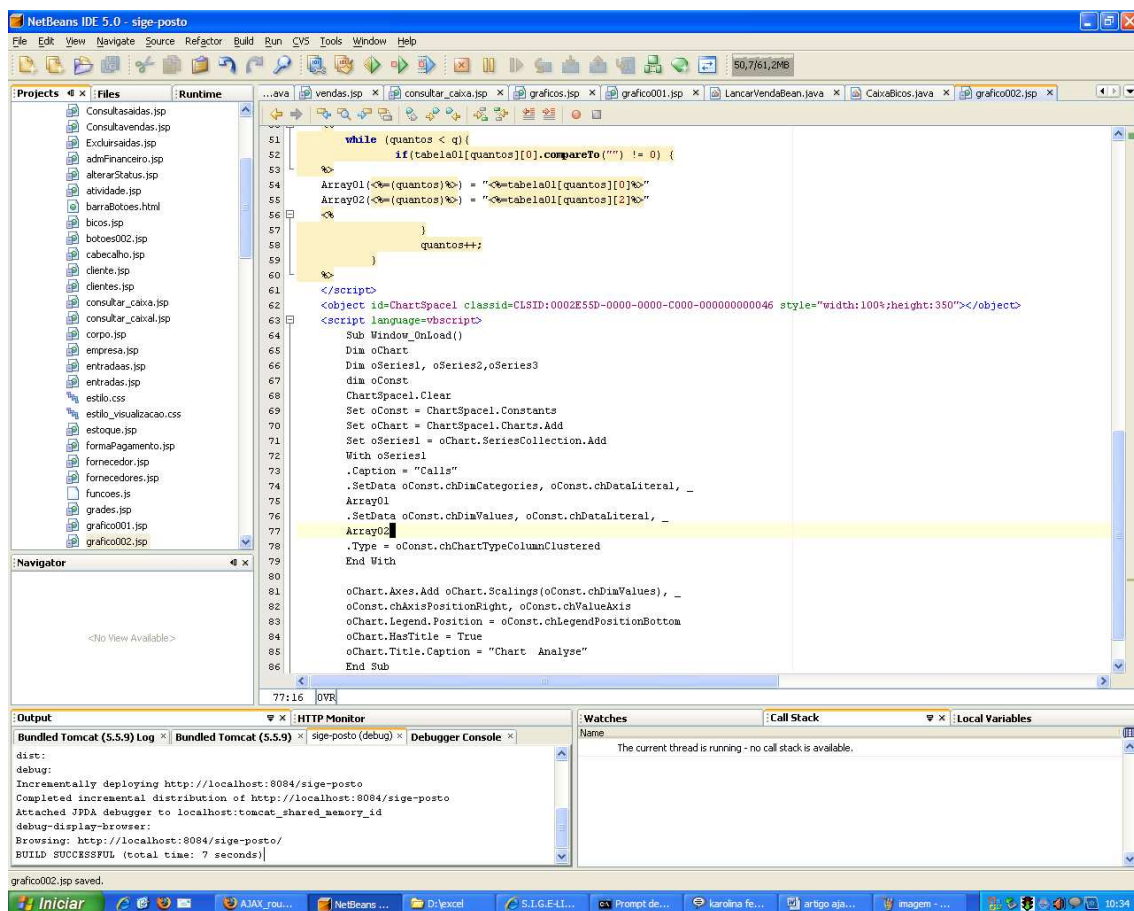 NetBeans IDE 5.0 - sige-posto
File Edit View Navigate Source Refactor Build Run CVS Tools Window Help
50,7/61,2MB
Projects Files Runtime
...ava vendas.jsp consultar_caixa.jsp graficos.jsp grafico001.jsp LancarVendaBean.java CaixaBicos.java grafico002.jsp
Consultasaidas.jsp
Consultavendas.jsp
Excluirsaidas.jsp
admFinanceiro.jsp
alterarStatus.jsp
atividade.jsp
barraBotoes.html
bicos.jsp
botoes002.jsp
cabecalho.jsp
cliente.jsp
clientes.jsp
consultar_caixa.jsp
consultar_caixa1.jsp
corpo.jsp
empresa.jsp
entradaas.jsp
entradas.jsp
estilo.css
estilo_visualizacao.css
estoque.jsp
formaPagamento.jsp
fornecedor.jsp
fornecedores.jsp
funcoes.js
grades.jsp
grafico001.jsp
grafico002.jsp
Navigator
<No View Available>
51 while (quantos < q){
52 if(tabela01[quantos][0].compareTo("") != 0) {
53 %>
54 Array01(<%=(quantos)%>) = "<%=tabela01[quantos][0]%>"
55 Array02(<%=(quantos)%>) = "<%=tabela01[quantos][2]%>"
56 <%
57 }
58 quantos++;
59 }
60 %>
61 </script>
62 <object id=ChartSpace1 classid=CLSID:0002E55D-0000-0000-C000-000000000046 style="width:100%;height:350"></object>
63 <script language=vbscript>
64 Sub Window_OnLoad()
65 Dim oChart
66 Dim oSeries1, oSeries2,oSeries3
67 dim oConst
68 ChartSpace1.Clear
69 Set oConst = ChartSpace1.Constants
70 Set oChart = ChartSpace1.Charts.Add
71 Set oSeries1 = oChart.SeriesCollection.Add
72 With oSeries1
73 .Caption = "Calls"
74 .SetData oConst.chDimCategories, oConst.chDataLiteral, _
75 Array01
76 .SetData oConst.chDimValues, oConst.chDataLiteral, _
77 Array02
78 .Type = oConst.chChartTypeColumnClustered
79 End With
80
81 oChart.Axes.Add oChart.Scalings(oConst.chDimValues), _
82 oConst.chAxisPositionRight, oConst.chValueAxis
83 oChart.Legend.Position = oConst.chLegendPositionBottom
84 oChart.HasTitle = True
85 oChart.Title.Caption = "Chart Analyse"
86 End Sub
77:16 OVR
Output HTTP Monitor
Bundled Tomcat (5.5.9) Log Bundled Tomcat (5.5.9) sige-posto (debug) Debugger Console
dist:
debug:
Incrementally deploying http://localhost:8084/sige-posto
Completed incremental distribution of http://localhost:8084/sige-posto
Attached JPDA debugger to localhost:tomcat_shared_memory_id
debug-display-browser:
Browsing: http://localhost:8084/sige-posto/
BUILD SUCCESSFUL (total time: 7 seconds)
Watches Call Stack Local Variables
Name
The current thread is running - no call stack is available.
grafico002.jsp saved.
Iniciar AJAX_rou... NetBeans ... D:\excel S.I.G.E-LI... Prompt de... karolina fe... artigo aja... imagem - ... 10:34